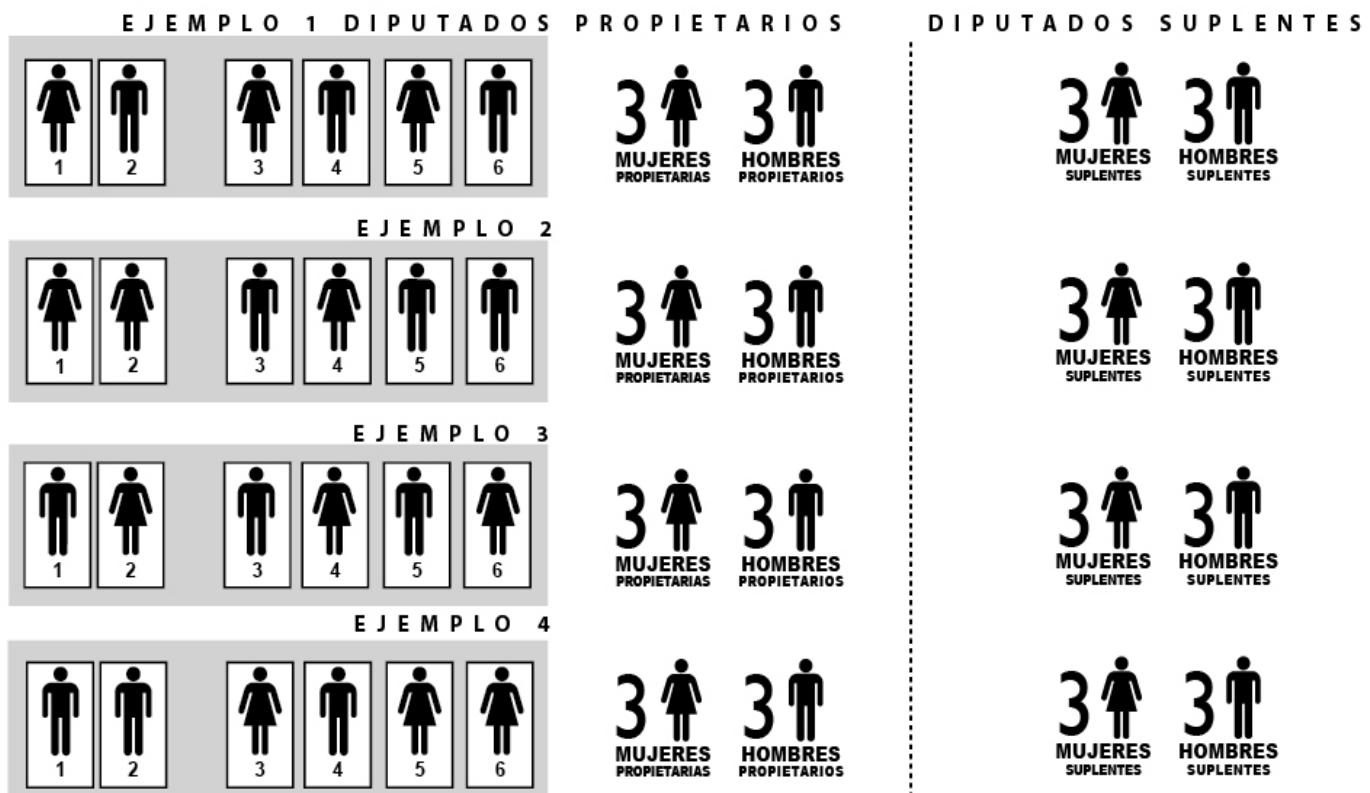 EJEMPLO 1 DIPUTADOS PROPIETARIOS DIPUTADOS SUPLENTES
1 2 3 4 5 6
3 3 3 3
MUJERES HOMBRES MUJERES HOMBRES
PROPIETARIAS PROPIETARIOS SUPLENTES SUPLENTES
EJEMPLO 2
1 2 3 4 5 6
3 3 3 3
MUJERES HOMBRES MUJERES HOMBRES
PROPIETARIAS PROPIETARIOS SUPLENTES SUPLENTES
EJEMPLO 3
1 2 3 4 5 6
3 3 3 3
MUJERES HOMBRES MUJERES HOMBRES
PROPIETARIAS PROPIETARIOS SUPLENTES SUPLENTES
EJEMPLO 4
1 2 3 4 5 6
3 3 3 3
MUJERES HOMBRES MUJERES HOMBRES
PROPIETARIAS PROPIETARIOS SUPLENTES SUPLENTES